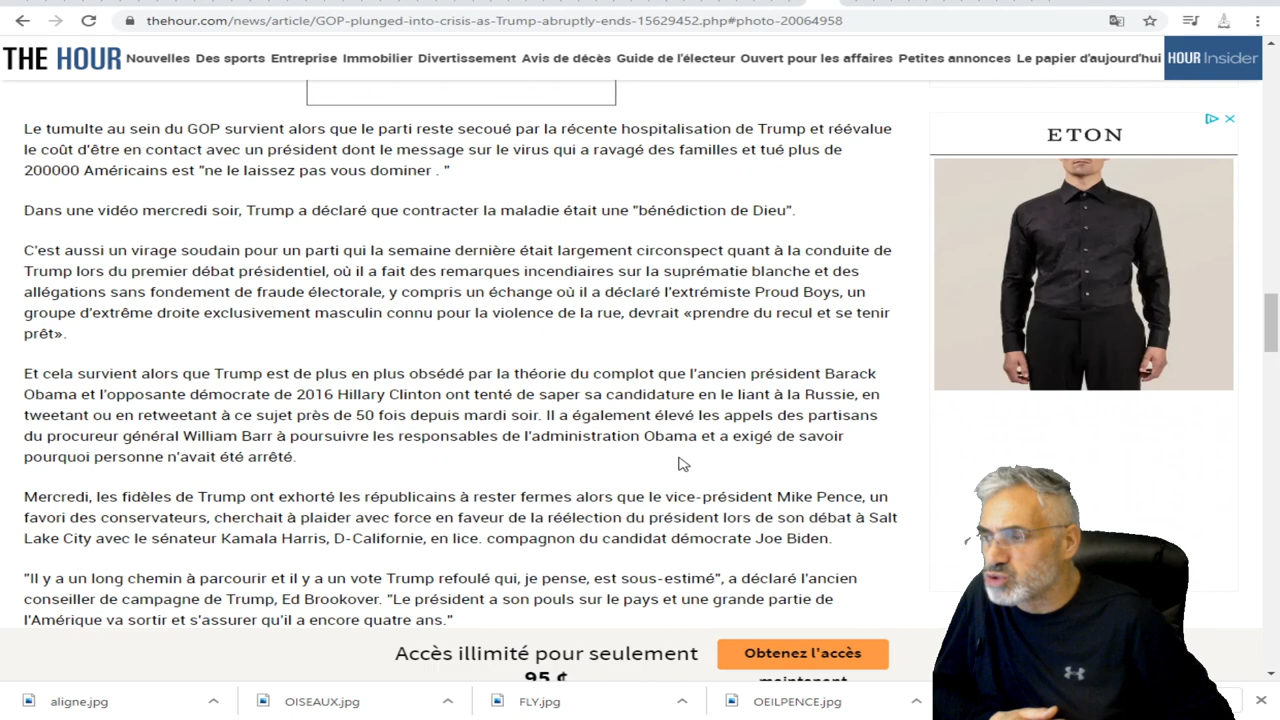 thehour.com/news/article/GOP-plunged-into-crisis-as-Trump-abruptly-ends-15629452.php#photo-20064958
THE HOUR
Nouvelles Des sports Entreprise Immobilier Divertissement Avis de décès Guide de l'électeur Ouvert pour les affaires Petites annonces Le papier d'aujourd'hui
HOUR Insider
Le tumulte au sein du GOP survient alors que le parti reste secoué par la récente hospitalisation de Trump et réévalue
le coût d'être en contact avec un président dont le message sur le virus qui a ravagé des familles et tué plus de
200000 Américains est "ne le laissez pas vous dominer . "
Dans une vidéo mercredi soir, Trump a déclaré que contracter la maladie était une "bénédiction de Dieu".
C'est aussi un virage soudain pour un parti qui la semaine dernière était largement circonspect quant à la conduite de
Trump lors du premier débat présidentiel, où il a fait des remarques incendiaires sur la suprématie blanche et des
allégations sans fondement de fraude électorale, y compris un échange où il a déclaré l'extrémiste Proud Boys, un
groupe d'extrême droite exclusivement masculin connu pour la violence de la rue, devrait «prendre du recul et se tenir
prêt».
Et cela survient alors que Trump est de plus en plus obsédé par la théorie du complot que l'ancien président Barack
Obama et l'opposante démocrate de 2016 Hillary Clinton ont tenté de saper sa candidature en le liant à la Russie, en
tweetant ou en retweetant à ce sujet près de 50 fois depuis mardi soir. Il a également élevé les appels des partisans
du procureur général William Barr à poursuivre les responsables de l'administration Obama et a exigé de savoir
pourquoi personne n'avait été arrêté.
Mercredi, les fidèles de Trump ont exhorté les républicains à rester fermes alors que le vice-président Mike Pence, un
favori des conservateurs, cherchait à plaider avec force en faveur de la réélection du président lors de son débat à Salt
Lake City avec le sénateur Kamala Harris, D-Californie, en lice. compagnon du candidat démocrate Joe Biden.
"Il y a un long chemin à parcourir et il y a un vote Trump refoulé qui, je pense, est sous-estimé", a déclaré l'ancien
conseiller de campagne de Trump, Ed Brookover. "Le président a son pouls sur le pays et une grande partie de
l'Amérique va sortir et s'assurer qu'il a encore quatre ans."
ETON
Accès illimité pour seulement
95 ¢
Obtenez l'accès
maintenant
aligne.jpg
OISEAUX.jpg
FLY.jpg
OEILPENCE.jpg